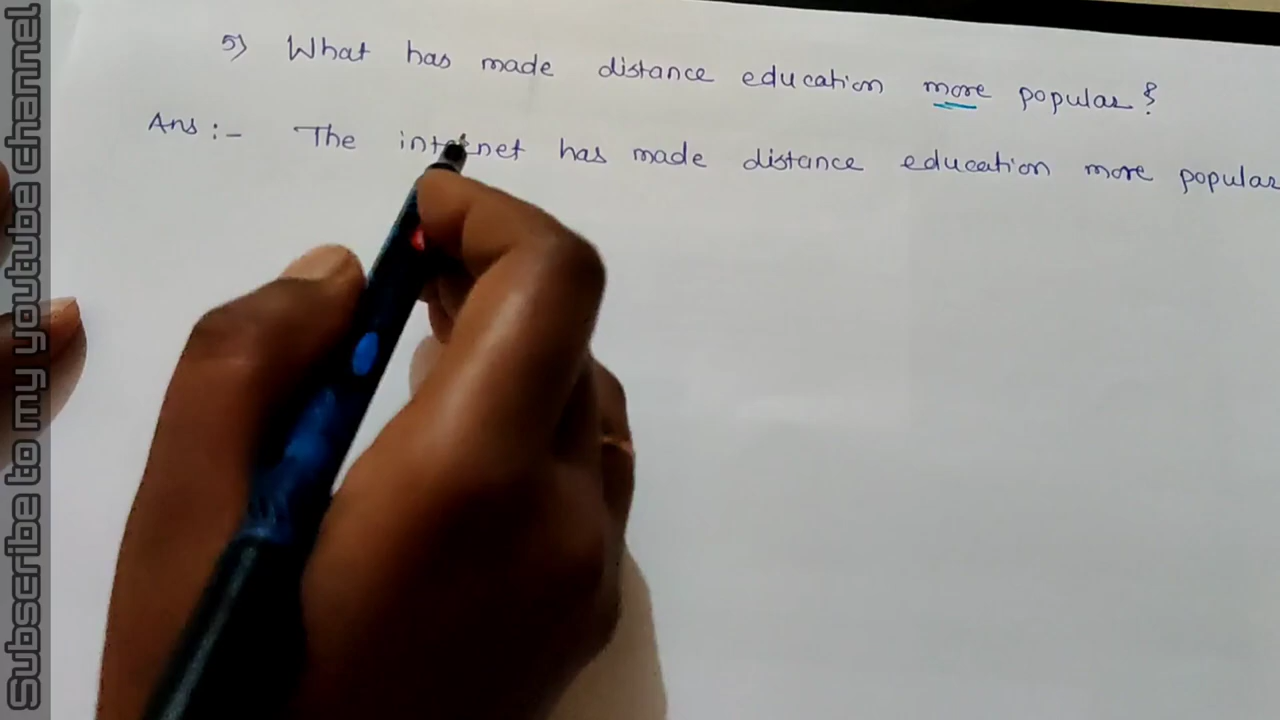 5) What has made distance education more popular?
Ans :- The internet has made distance education more popular
Subscribe to my youtube channel